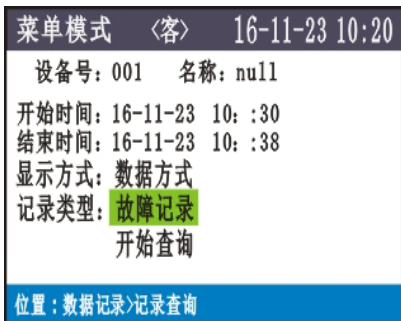 菜单模式 〈客〉 16-11-23 10:20
设备号：001 名称：null
开始时间：16-11-23 10：:30
结束时间：16-11-23 10：:38
显示方式：数据方式
记录类型：故障记录
开始查询
位置：数据记录>记录查询